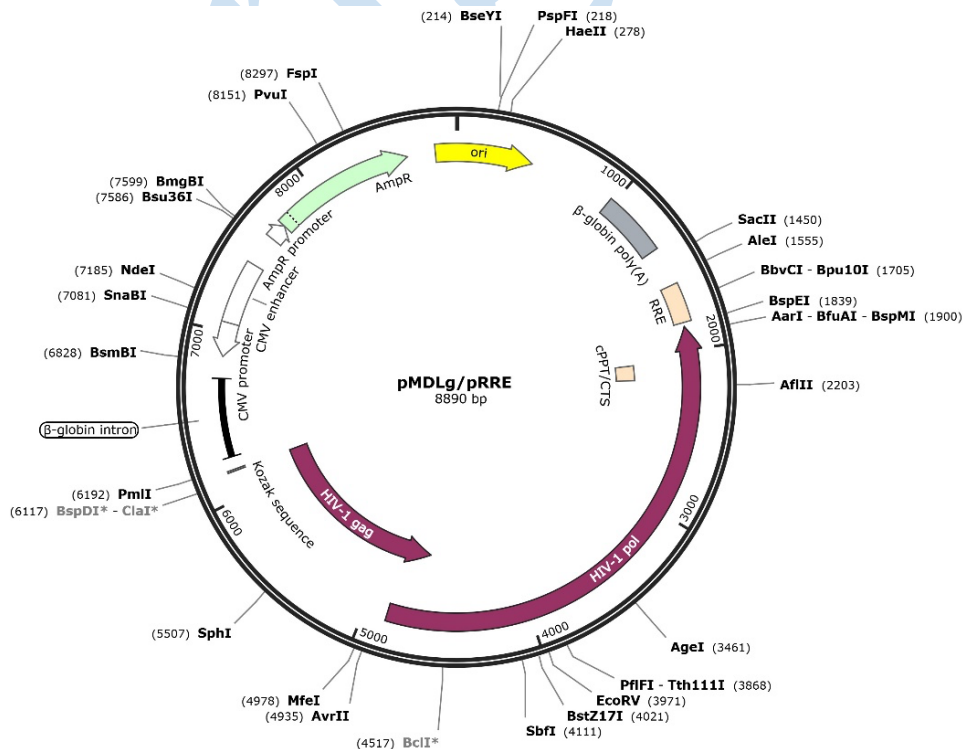 (214) BseYI
PspFI (218)
HaeII (278)
(8297) FspI
(8151) PvuI
ori
8000
AmpR
1000
(7599) BmgBI
(7586) Bsu36I
AmpR promoter
β-globin poly(A)
SacII (1450)
AleI (1555)
(7185) NdeI
BbvCI - Bpu10I (1705)
(7081) SnaBI
CMV enhancer
RRE
BspEI (1839)
AarI - BfuAI - BspMI (1900)
7000
2000
(6828) BsmBI
CMV promoter
cPPT/CTS
pMDLg/pRRE
8890 bp
AflII (2203)
β-globin intron
Kozak sequence
(6192) PmlI
(6117) BspDI* - ClaI*
6000
HIV-1 gag
3000
HIV-1 pol
(5507) SphI
5000
4000
AgeI (3461)
(4978) MfeI
(4935) AvrII
PflFI - Tth111I (3868)
EcoRV (3971)
BstZ17I (4021)
SbfI (4111)
(4517) BclI*